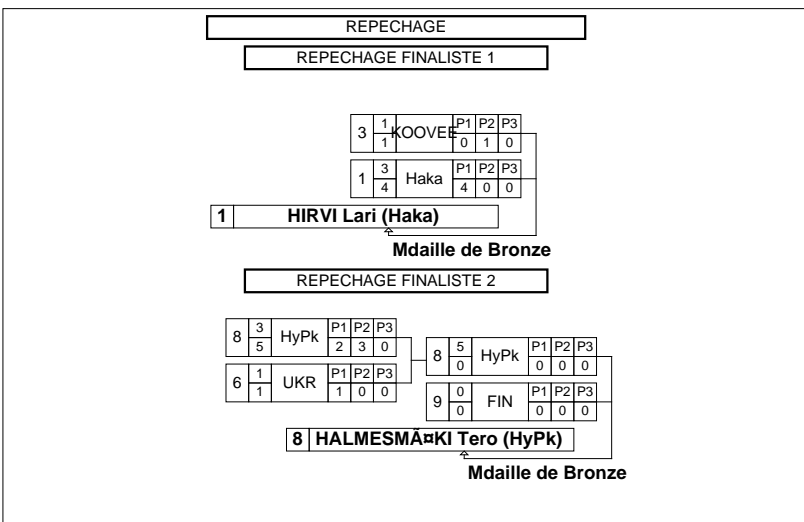 REPECHAGE
REPECHAGE FINALISTE 1
3 1 KOOVEE P1 P2 P3
1 0 1 0
1 3 Haka P1 P2 P3
4 4 0 0
1 HIRVI Lari (Haka)
Mdaille de Bronze
REPECHAGE FINALISTE 2
8 3 HyPk P1 P2 P3
5 2 3 0
8 5 HyPk P1 P2 P3
0 0 0 0
6 1 UKR P1 P2 P3
1 1 0 0
9 0 FIN P1 P2 P3
0 0 0 0
8 HALMESMÃ¤KI Tero (HyPk)
Mdaille de Bronze